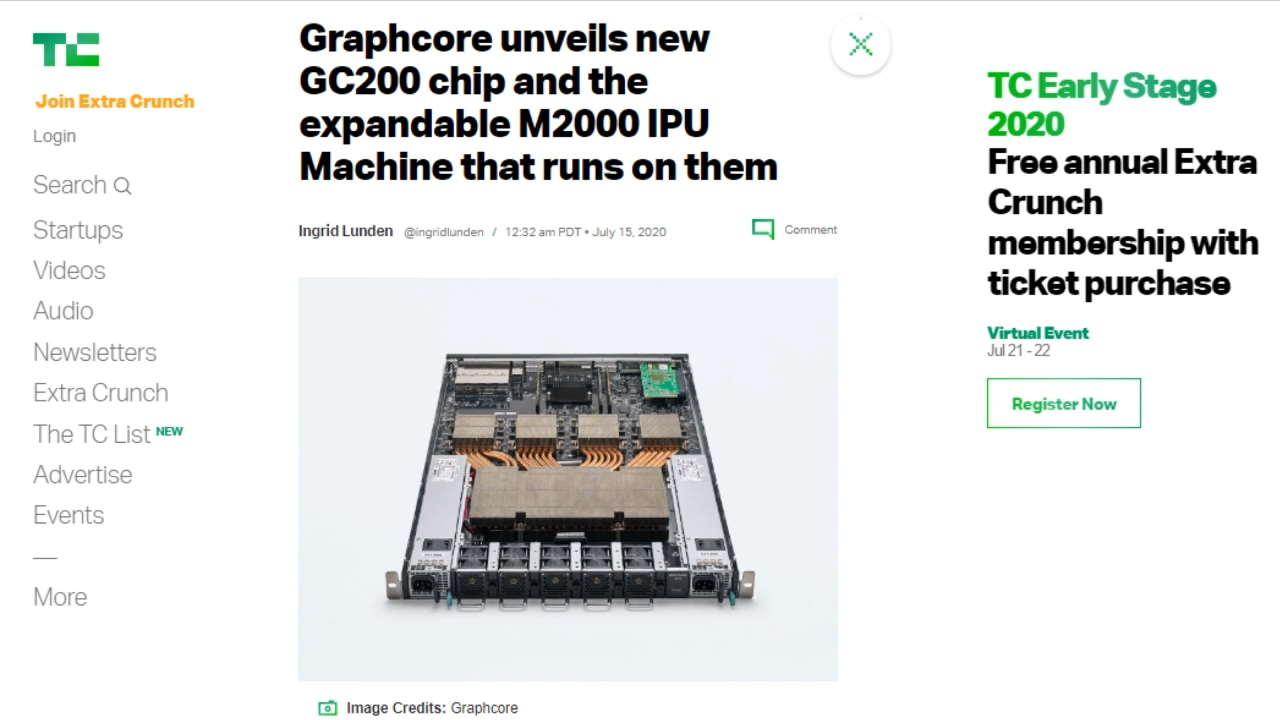 TC
Join Extra Crunch
Login
Search
Startups
Videos
Audio
Newsletters
Extra Crunch
The TC List NEW
Advertise
Events
More
Graphcore unveils new
GC200 chip and the
expandable M2000 IPU
Machine that runs on them
Ingrid Lunden @ingridlunden / 12:32 am PDT • July 15, 2020
Comment
Image Credits: Graphcore
TC Early Stage
2020
Free annual Extra
Crunch
membership with
ticket purchase
Virtual Event
Jul 21 - 22
Register Now